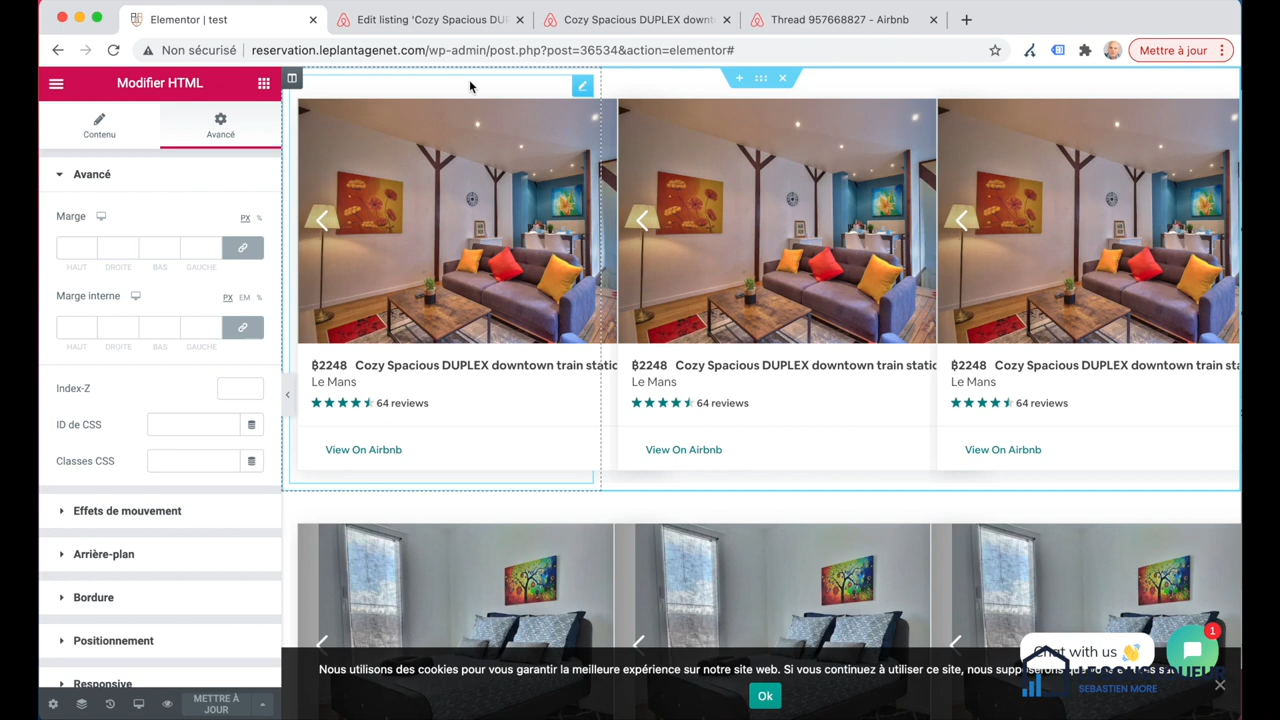 Elementor | test
Edit listing 'Cozy Spacious DU
Cozy Spacious DUPLEX downt
Thread 957668827 - Airbnb
Non sécurisé
reservation.leplantagenet.com/wp-admin/post.php?post=36534&action=elementor#
Mettre à jour
Modifier HTML
Contenu
Avancé
Avancé
Marge
PX %
HAUT DROITE BAS GAUCHE
Marge interne
PX EM %
HAUT DROITE BAS GAUCHE
Index-Z
ID de CSS
Classes CSS
Effets de mouvement
Arrière-plan
Bordure
Positionnement
Responsive
METTRE À
JOUR
฿2248 Cozy Spacious DUPLEX downtown train static
Le Mans
64 reviews
View On Airbnb
฿2248 Cozy Spacious DUPLEX downtown train static
Le Mans
64 reviews
View On Airbnb
฿2248 Cozy Spacious DUPLEX downtown train sta
Le Mans
64 reviews
View On Airbnb
Chat with us 👋
1
Nous utilisons des cookies pour vous garantir la meilleure expérience sur notre site web. Si vous continuez à utiliser ce site, nous
Ok
SEBASTIEN MORE